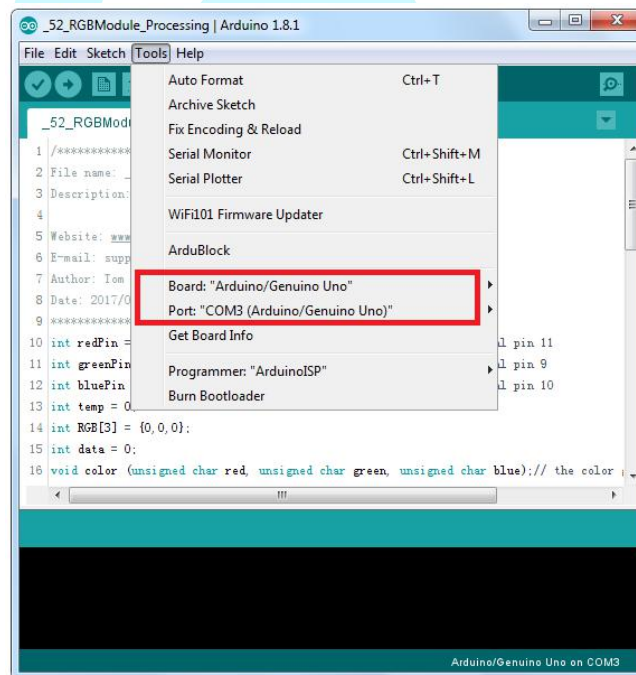 _52_RGBModule_Processing | Arduino 1.8.1
File Edit Sketch Tools Help
Auto Format Ctrl+T
Archive Sketch
Fix Encoding & Reload
Serial Monitor Ctrl+Shift+M
Serial Plotter Ctrl+Shift+L
WiFi101 Firmware Updater
ArduBlock
Board: "Arduino/Genuino Uno"
Port: "COM3 (Arduino/Genuino Uno)"
Get Board Info
Programmer: "ArduinoISP"
Burn Bootloader
_52_RGBModu
1 /***********
2 File name: _
3 Description:
4
5 Website: www
6 E-mail: supp
7 Author: Tom
8 Date: 2017/0
9 ************
10 int redPin = l pin 11
11 int greenPin l pin 9
12 int bluePin l pin 10
13 int temp = 0
14 int RGB[3] = {0,0,0};
15 int data = 0;
16 void color (unsigned char red, unsigned char green, unsigned char blue);// the color
Arduino/Genuino Uno on COM3